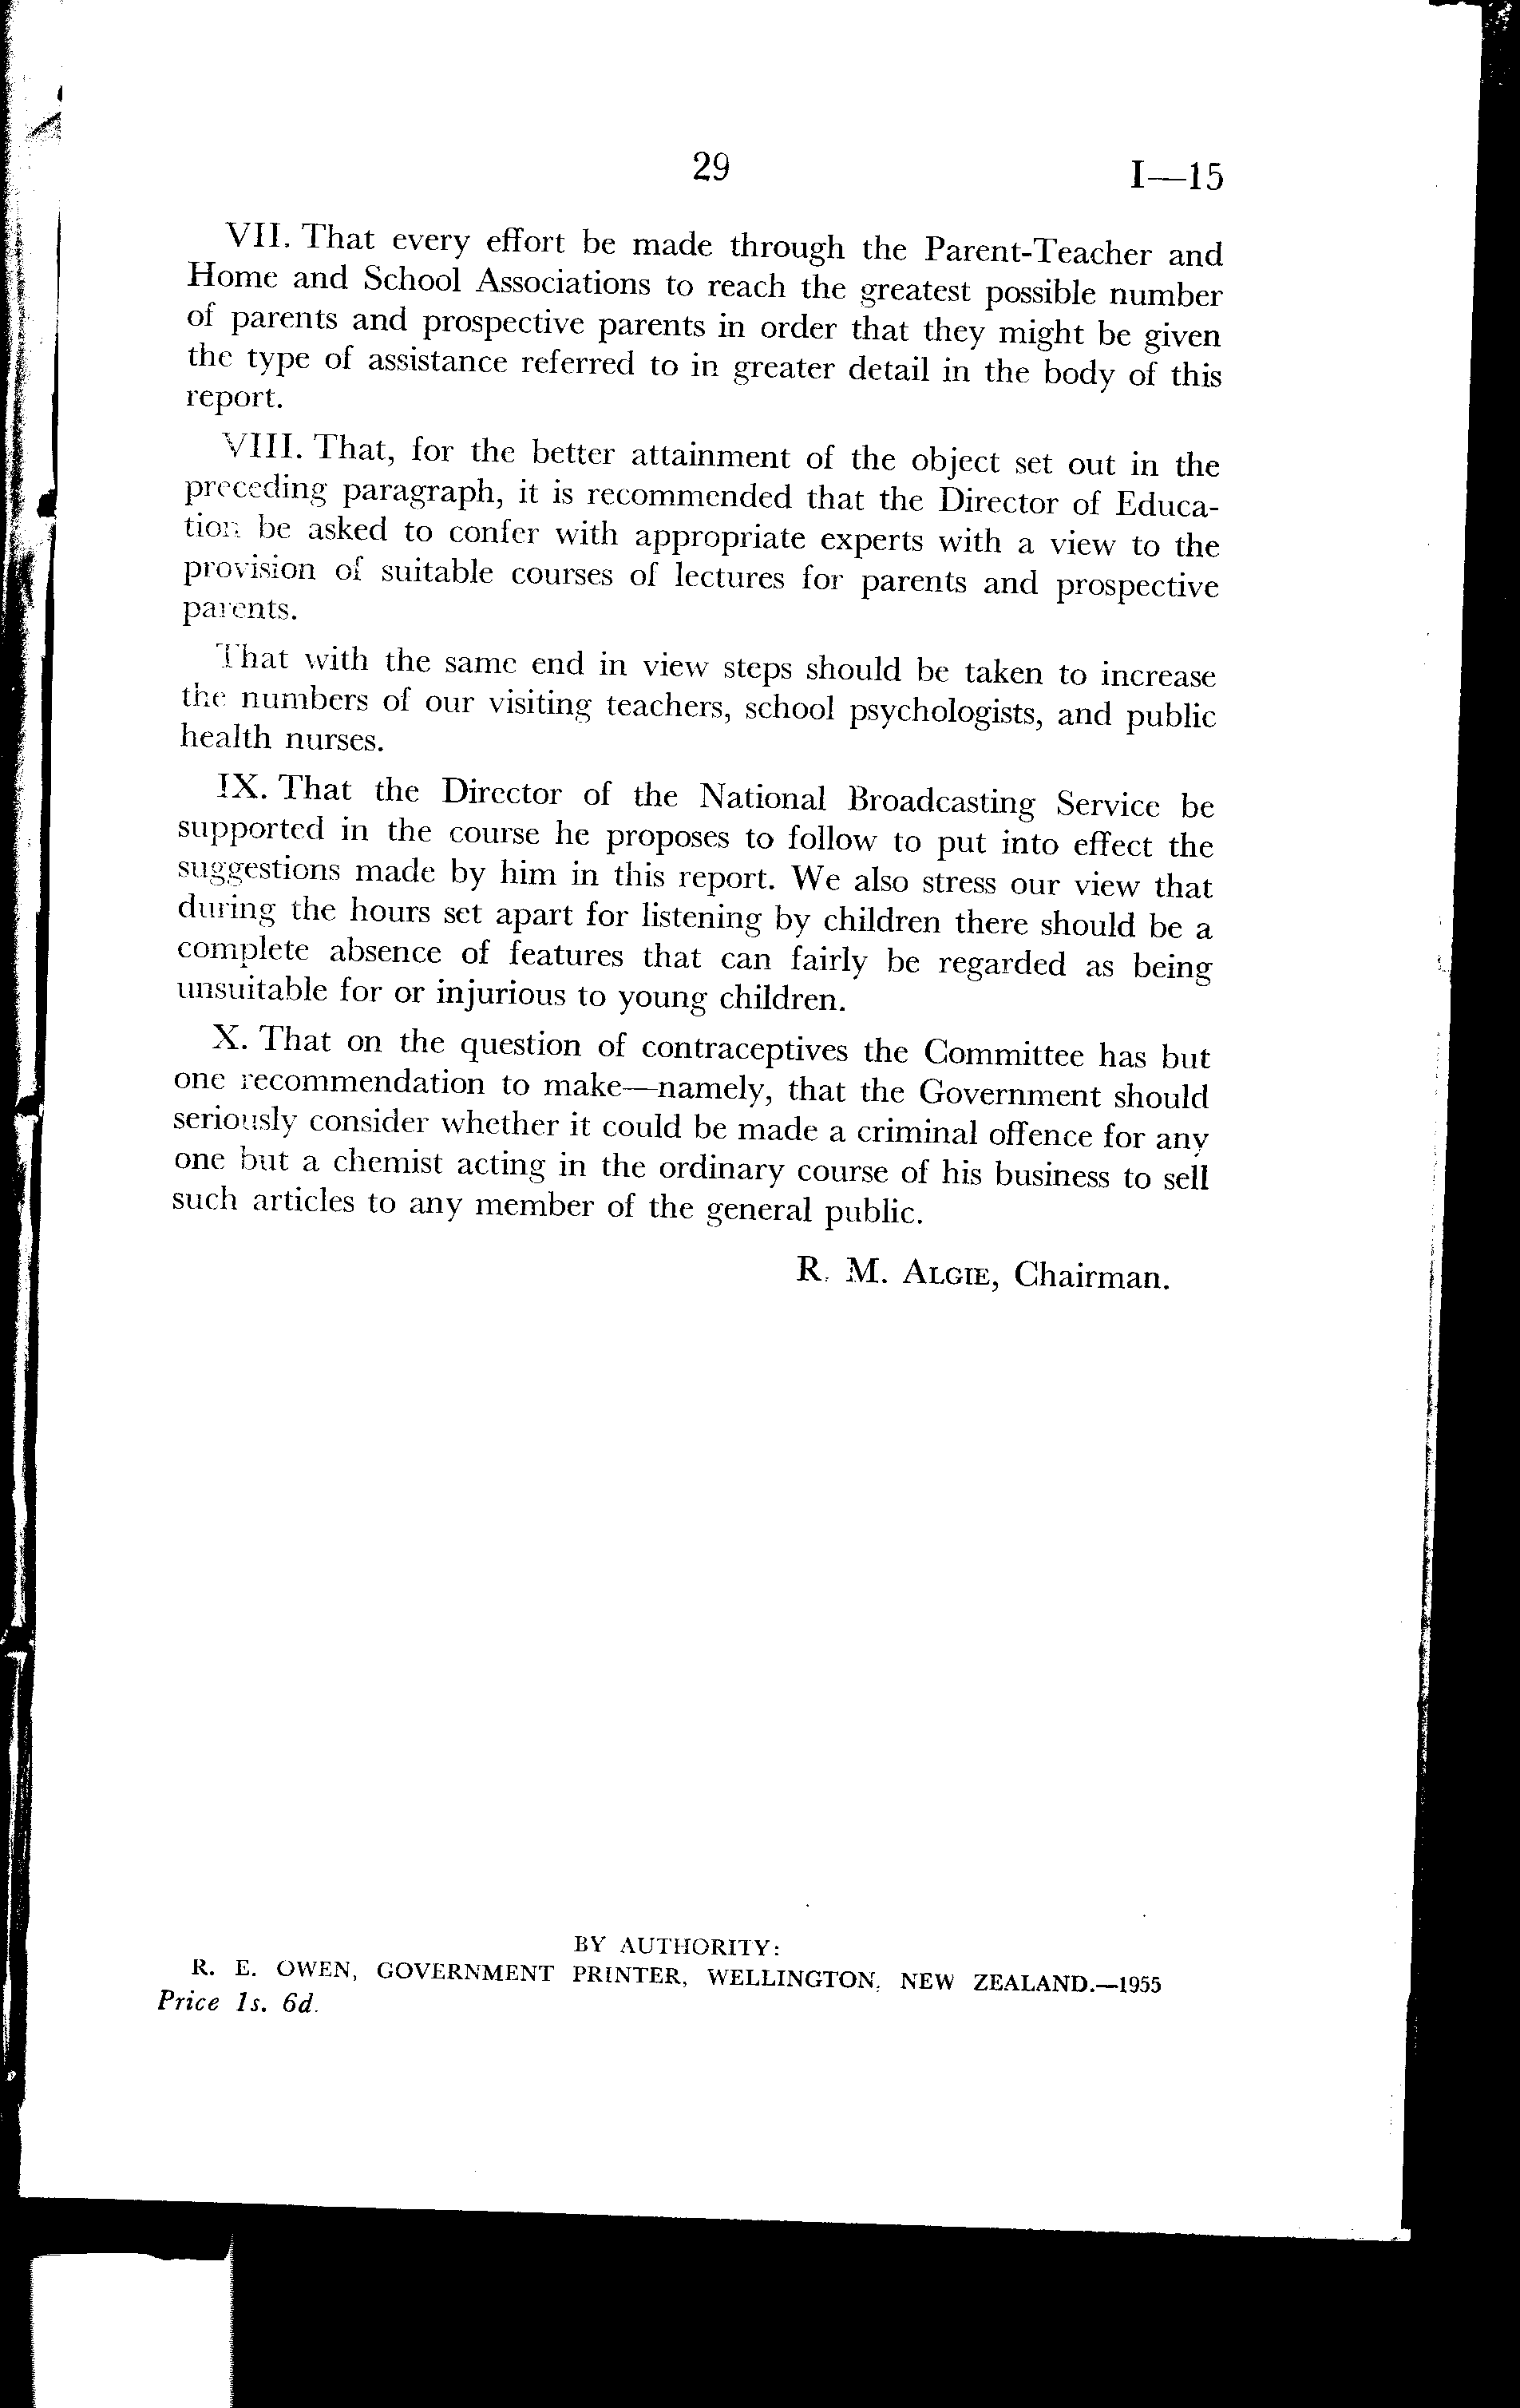 29
I—15
VII. That every effort be made through the Parent-Teacher and
Home and School Associations to reach the greatest possible number
of parents and prospective parents in order that they might be given
the type of assistance referred to in greater detail in the body of this
report.
VIII. That, for the better attainment of the object set out in the
preceding paragraph, it is recommended that the Director of Educa-
tion be asked to confer with appropriate experts with a view to the
provision of suitable courses of lectures for parents and prospective
parents.
That with the same end in view steps should be taken to increase
the numbers of our visiting teachers, school psychologists, and public
health nurses.
IX. That the Director of the National Broadcasting Service be
supported in the course he proposes to follow to put into effect the
suggestions made by him in this report. We also stress our view that
during the hours set apart for listening by children there should be a
complete absence of features that can fairly be regarded as being
unsuitable for or injurious to young children.
X. That on the question of contraceptives the Committee has but
one recommendation to make—namely, that the Government should
seriously consider whether it could be made a criminal offence for any
one but a chemist acting in the ordinary course of his business to sell
such articles to any member of the general public.
R. M. ALGIE, Chairman.
BY AUTHORITY:
R. E. OWEN, GOVERNMENT PRINTER, WELLINGTON, NEW ZEALAND.—1955
Price 1s. 6d.